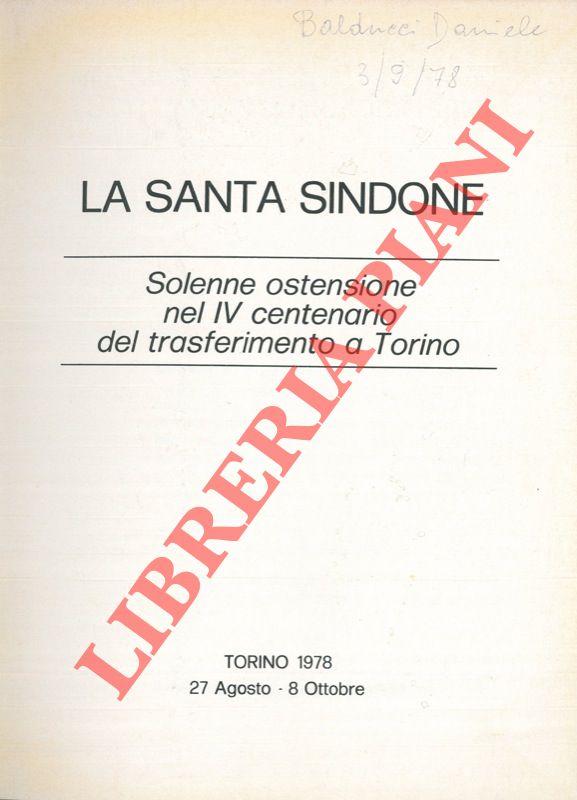 Balducci Daniele
3/9/78
LA SANTA SINDONE
Solenne ostensione
nel IV centenario
del trasferimento a Torino
LIBRERIA PIANI
TORINO 1978
27 Agosto - 8 Ottobre